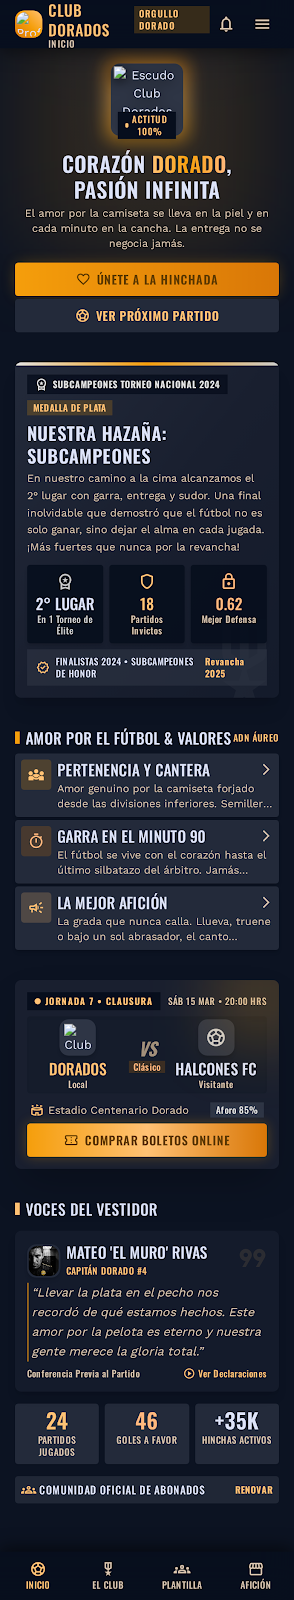 CLUB
DORADOS
INICIO
ORGULLO
DORADO
Escudo
Club
Dorados
ACTITUD
100%
CORAZÓN DORADO,
PASIÓN INFINITA
El amor por la camiseta se lleva en la piel y en
cada minuto en la cancha. La entrega no se
negocia jamás.
ÚNETE A LA HINCHADA
VER PRÓXIMO PARTIDO
SUBCAMPEONES TORNEO NACIONAL 2024
MEDALLA DE PLATA
NUESTRA HAZAÑA:
SUBCAMPEONES
En nuestro camino a la cima alcanzamos el
2° lugar con garra, entrega y sudor. Una final
inolvidable que demostró que el fútbol no es
solo ganar, sino dejar el alma en cada jugada.
¡Más fuertes que nunca por la revancha!
2° LUGAR
En 1 Torneo de
Élite
18
Partidos
Invictos
0.62
Mejor Defensa
FINALISTAS 2024 • SUBCAMPEONES
DE HONOR
Revancha
2025
AMOR POR EL FÚTBOL & VALORES
ADN ÁUREO
PERTENENCIA Y CANTERA
Amor genuino por la camiseta forjado
desde las divisiones inferiores. Semiller...
GARRA EN EL MINUTO 90
El fútbol se vive con el corazón hasta el
último silbatazo del árbitro. Jamás...
LA MEJOR AFICIÓN
La grada que nunca calla. Llueva, truene
o bajo un sol abrasador, el canto...
JORNADA 7 • CLAUSURA
SÁB 15 MAR • 20:00 HRS
Club
DORADOS
Local
VS
Clásico
HALCONES FC
Visitante
Estadio Centenario Dorado
Aforo 85%
COMPRAR BOLETOS ONLINE
VOCES DEL VESTIDOR
MATEO 'EL MURO' RIVAS
CAPITÁN DORADO #4
“Llevar la plata en el pecho nos
recordó de qué estamos hechos. Este
amor por la pelota es eterno y nuestra
gente merece la gloria total.”
Conferencia Previa al Partido
Ver Declaraciones
24
PARTIDOS
JUGADOS
46
GOLES A FAVOR
+35K
HINCHAS ACTIVOS
COMUNIDAD OFICIAL DE ABONADOS
RENOVAR
INICIO
EL CLUB
PLANTILLA
AFICIÓN